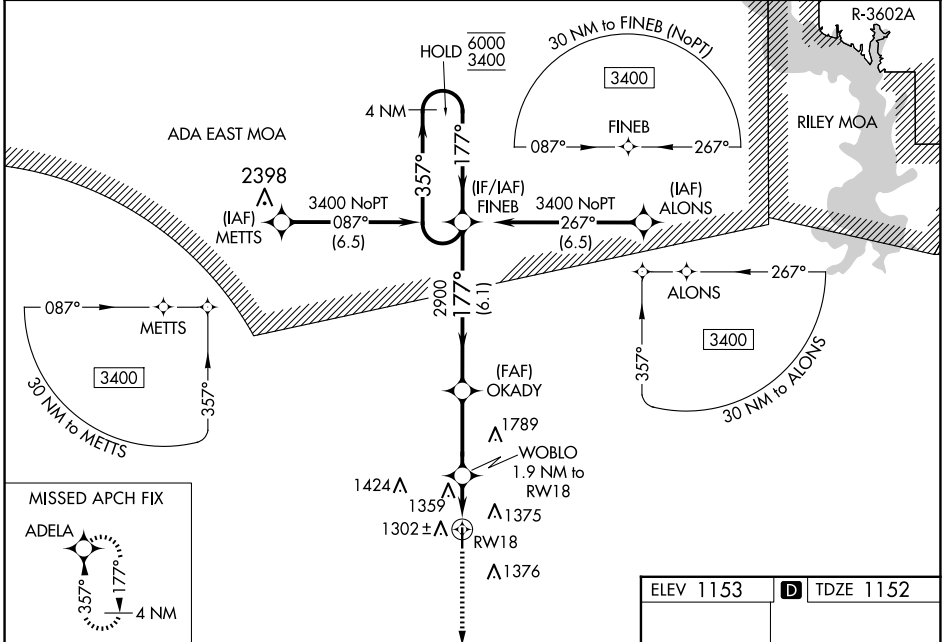 R-3602A
30 NM to FINEB (NoPT)
HOLD
6000
3400
3400
4 NM
FINEB
087°
267°
RILEY MOA
ADA EAST MOA
357°
177°
2398
(IAF)
METTS
3400 NoPT
087°
(6.5)
(IF/IAF)
FINEB
3400 NoPT
267°
(6.5)
(IAF)
ALONS
2900
177°
(6.1)
087°
METTS
3400
357°
30 NM to METTS
267°
ALONS
3400
357°
30 NM to ALONS
(FAF)
OKADY
1789
WOBLO
1.9 NM to
RW18
1424
1359
1375
1302±
RW18
1376
MISSED APCH FIX
ADELA
357°
177°
4 NM
ELEV 1153 D TDZE 1152